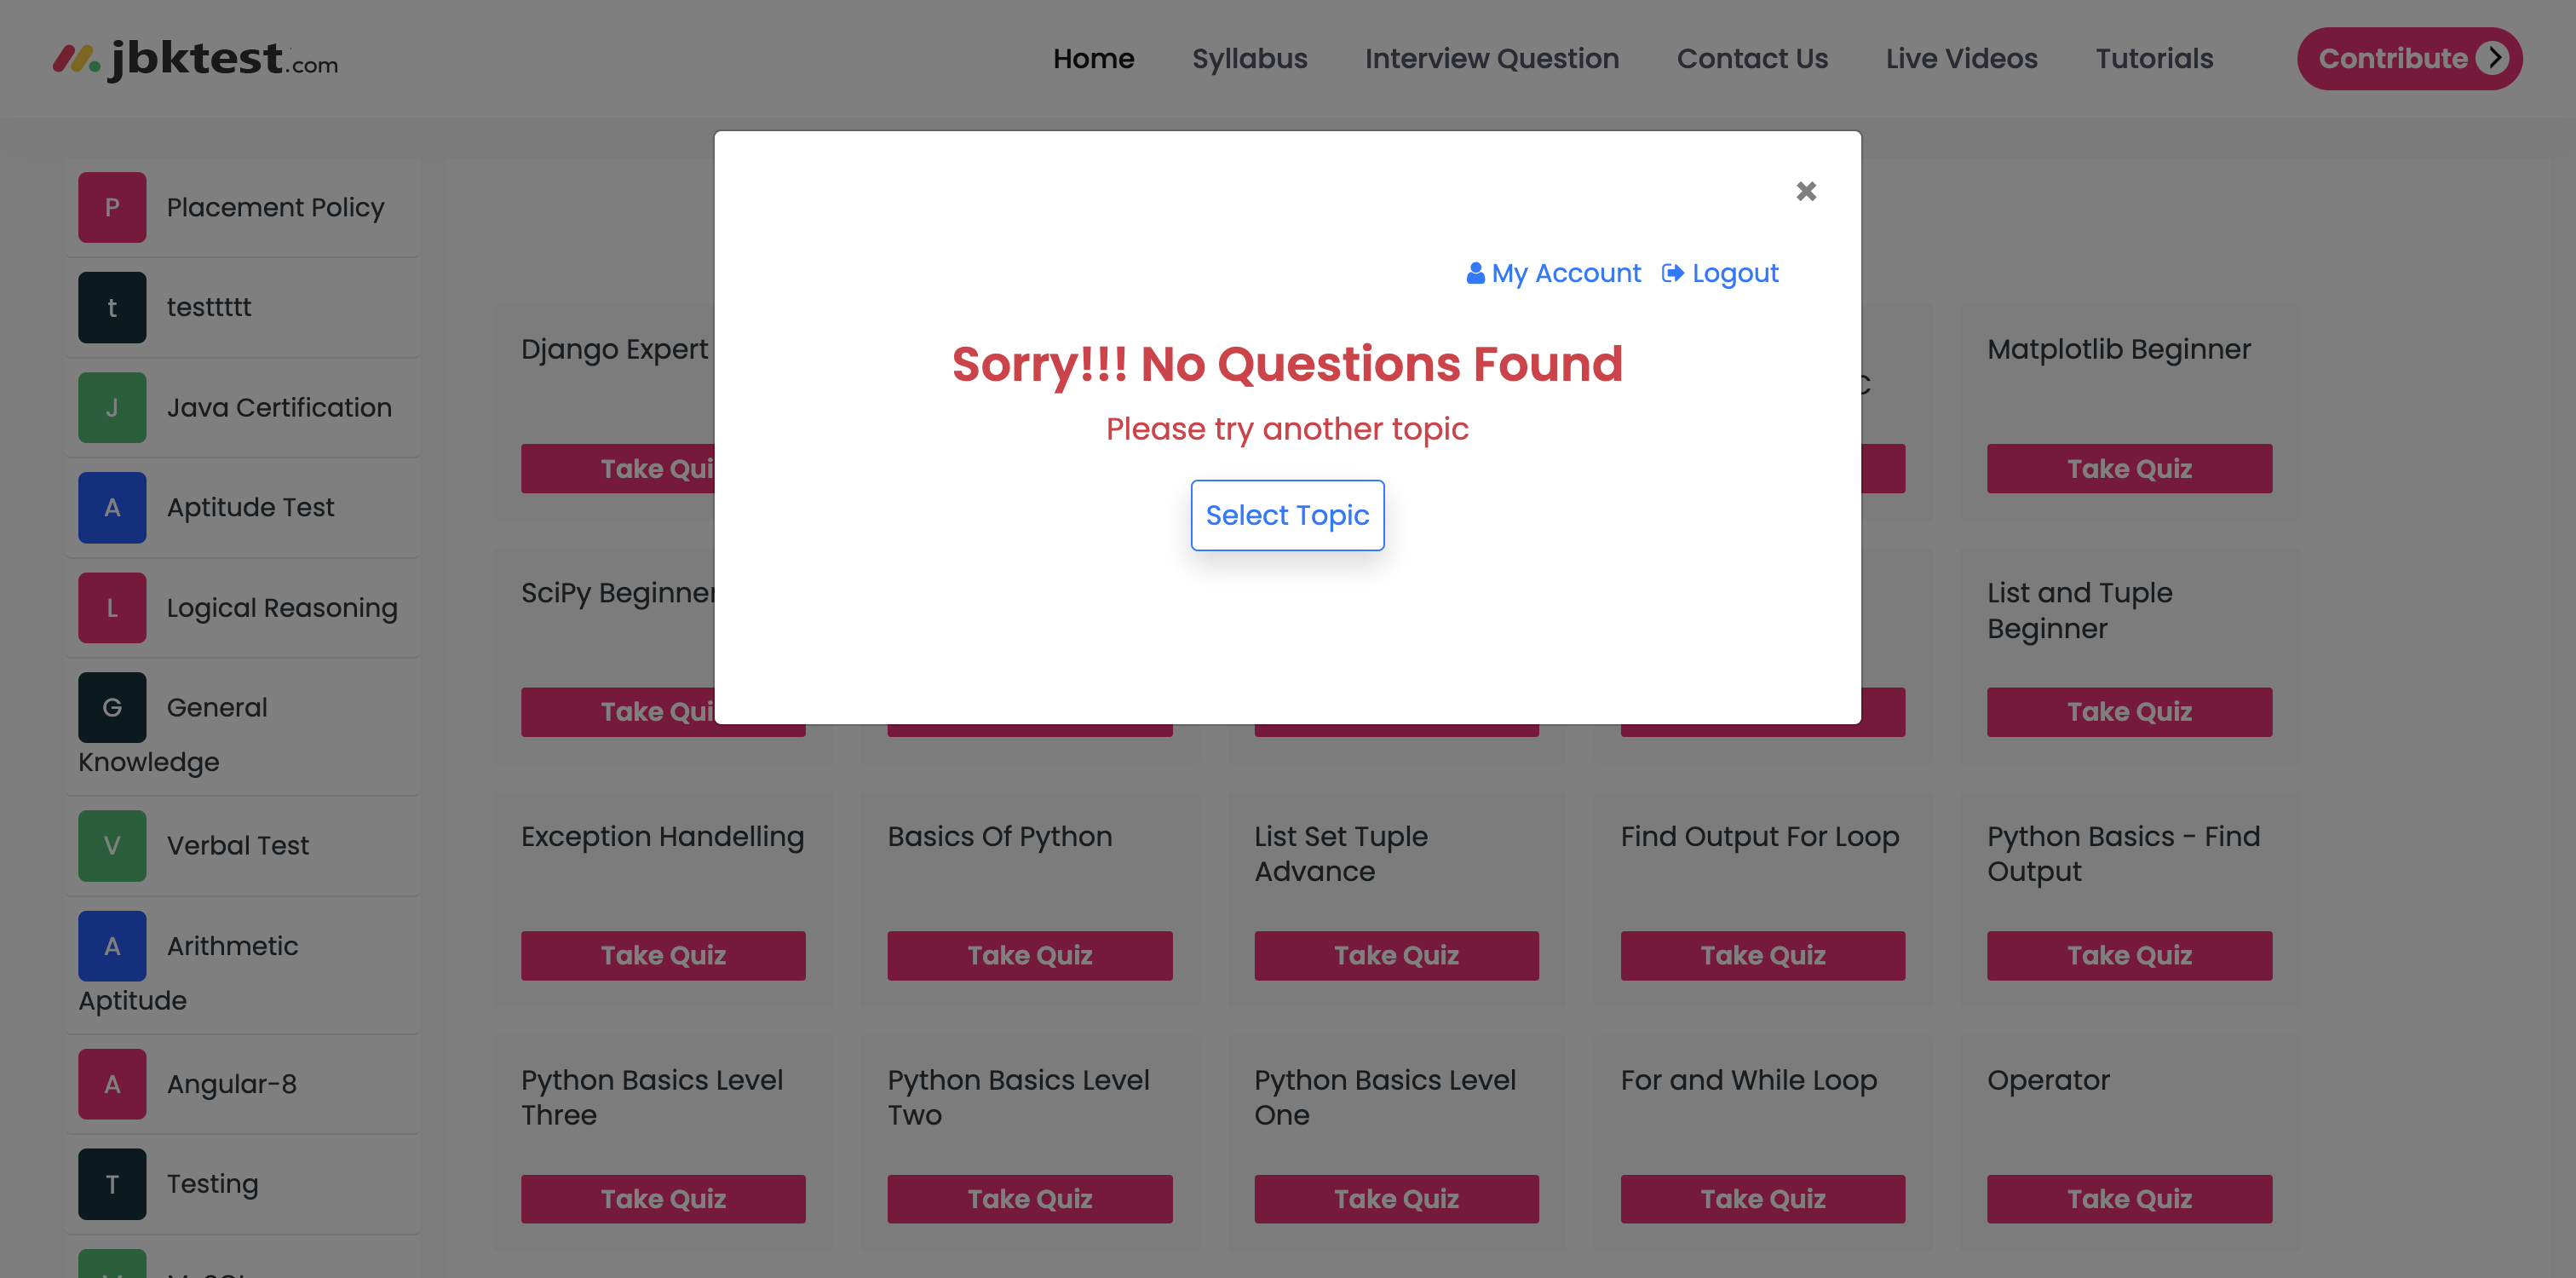 jbktest.com
Home Syllabus Interview Question Contact Us Live Videos Tutorials Contribute
P Placement Policy
t testtttt
J Java Certification
A Aptitude Test
L Logical Reasoning
G General
Knowledge
V Verbal Test
A Arithmetic
Aptitude
A Angular-8
T Testing
My Account Logout
Sorry!!! No Questions Found
Please try another topic
Select Topic
Django Expert
Take Qui
Matplotlib Beginner
Take Quiz
SciPy Beginner
Take Qui
List and Tuple
Beginner
Take Quiz
Exception Handelling
Take Quiz
Basics Of Python
Take Quiz
List Set Tuple
Advance
Take Quiz
Find Output For Loop
Take Quiz
Python Basics - Find
Output
Take Quiz
Python Basics Level
Three
Take Quiz
Python Basics Level
Two
Take Quiz
Python Basics Level
One
Take Quiz
For and While Loop
Take Quiz
Operator
Take Quiz